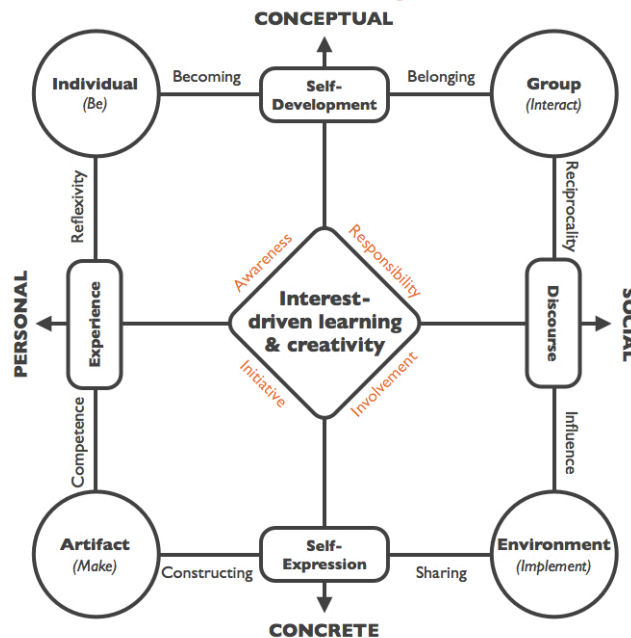 CONCEPTUAL
Individual
(Be)
Becoming
Self-
Development
Belonging
Group
(Interact)
Reflexivity
Reciprocality
Awareness
Responsibility
PERSONAL
Experience
Interest-
driven learning
& creativity
Discourse
SOCIAL
Initiative
Involvement
Competence
Influence
Artifact
(Make)
Constructing
Self-
Expression
Sharing
Environment
(Implement)
CONCRETE